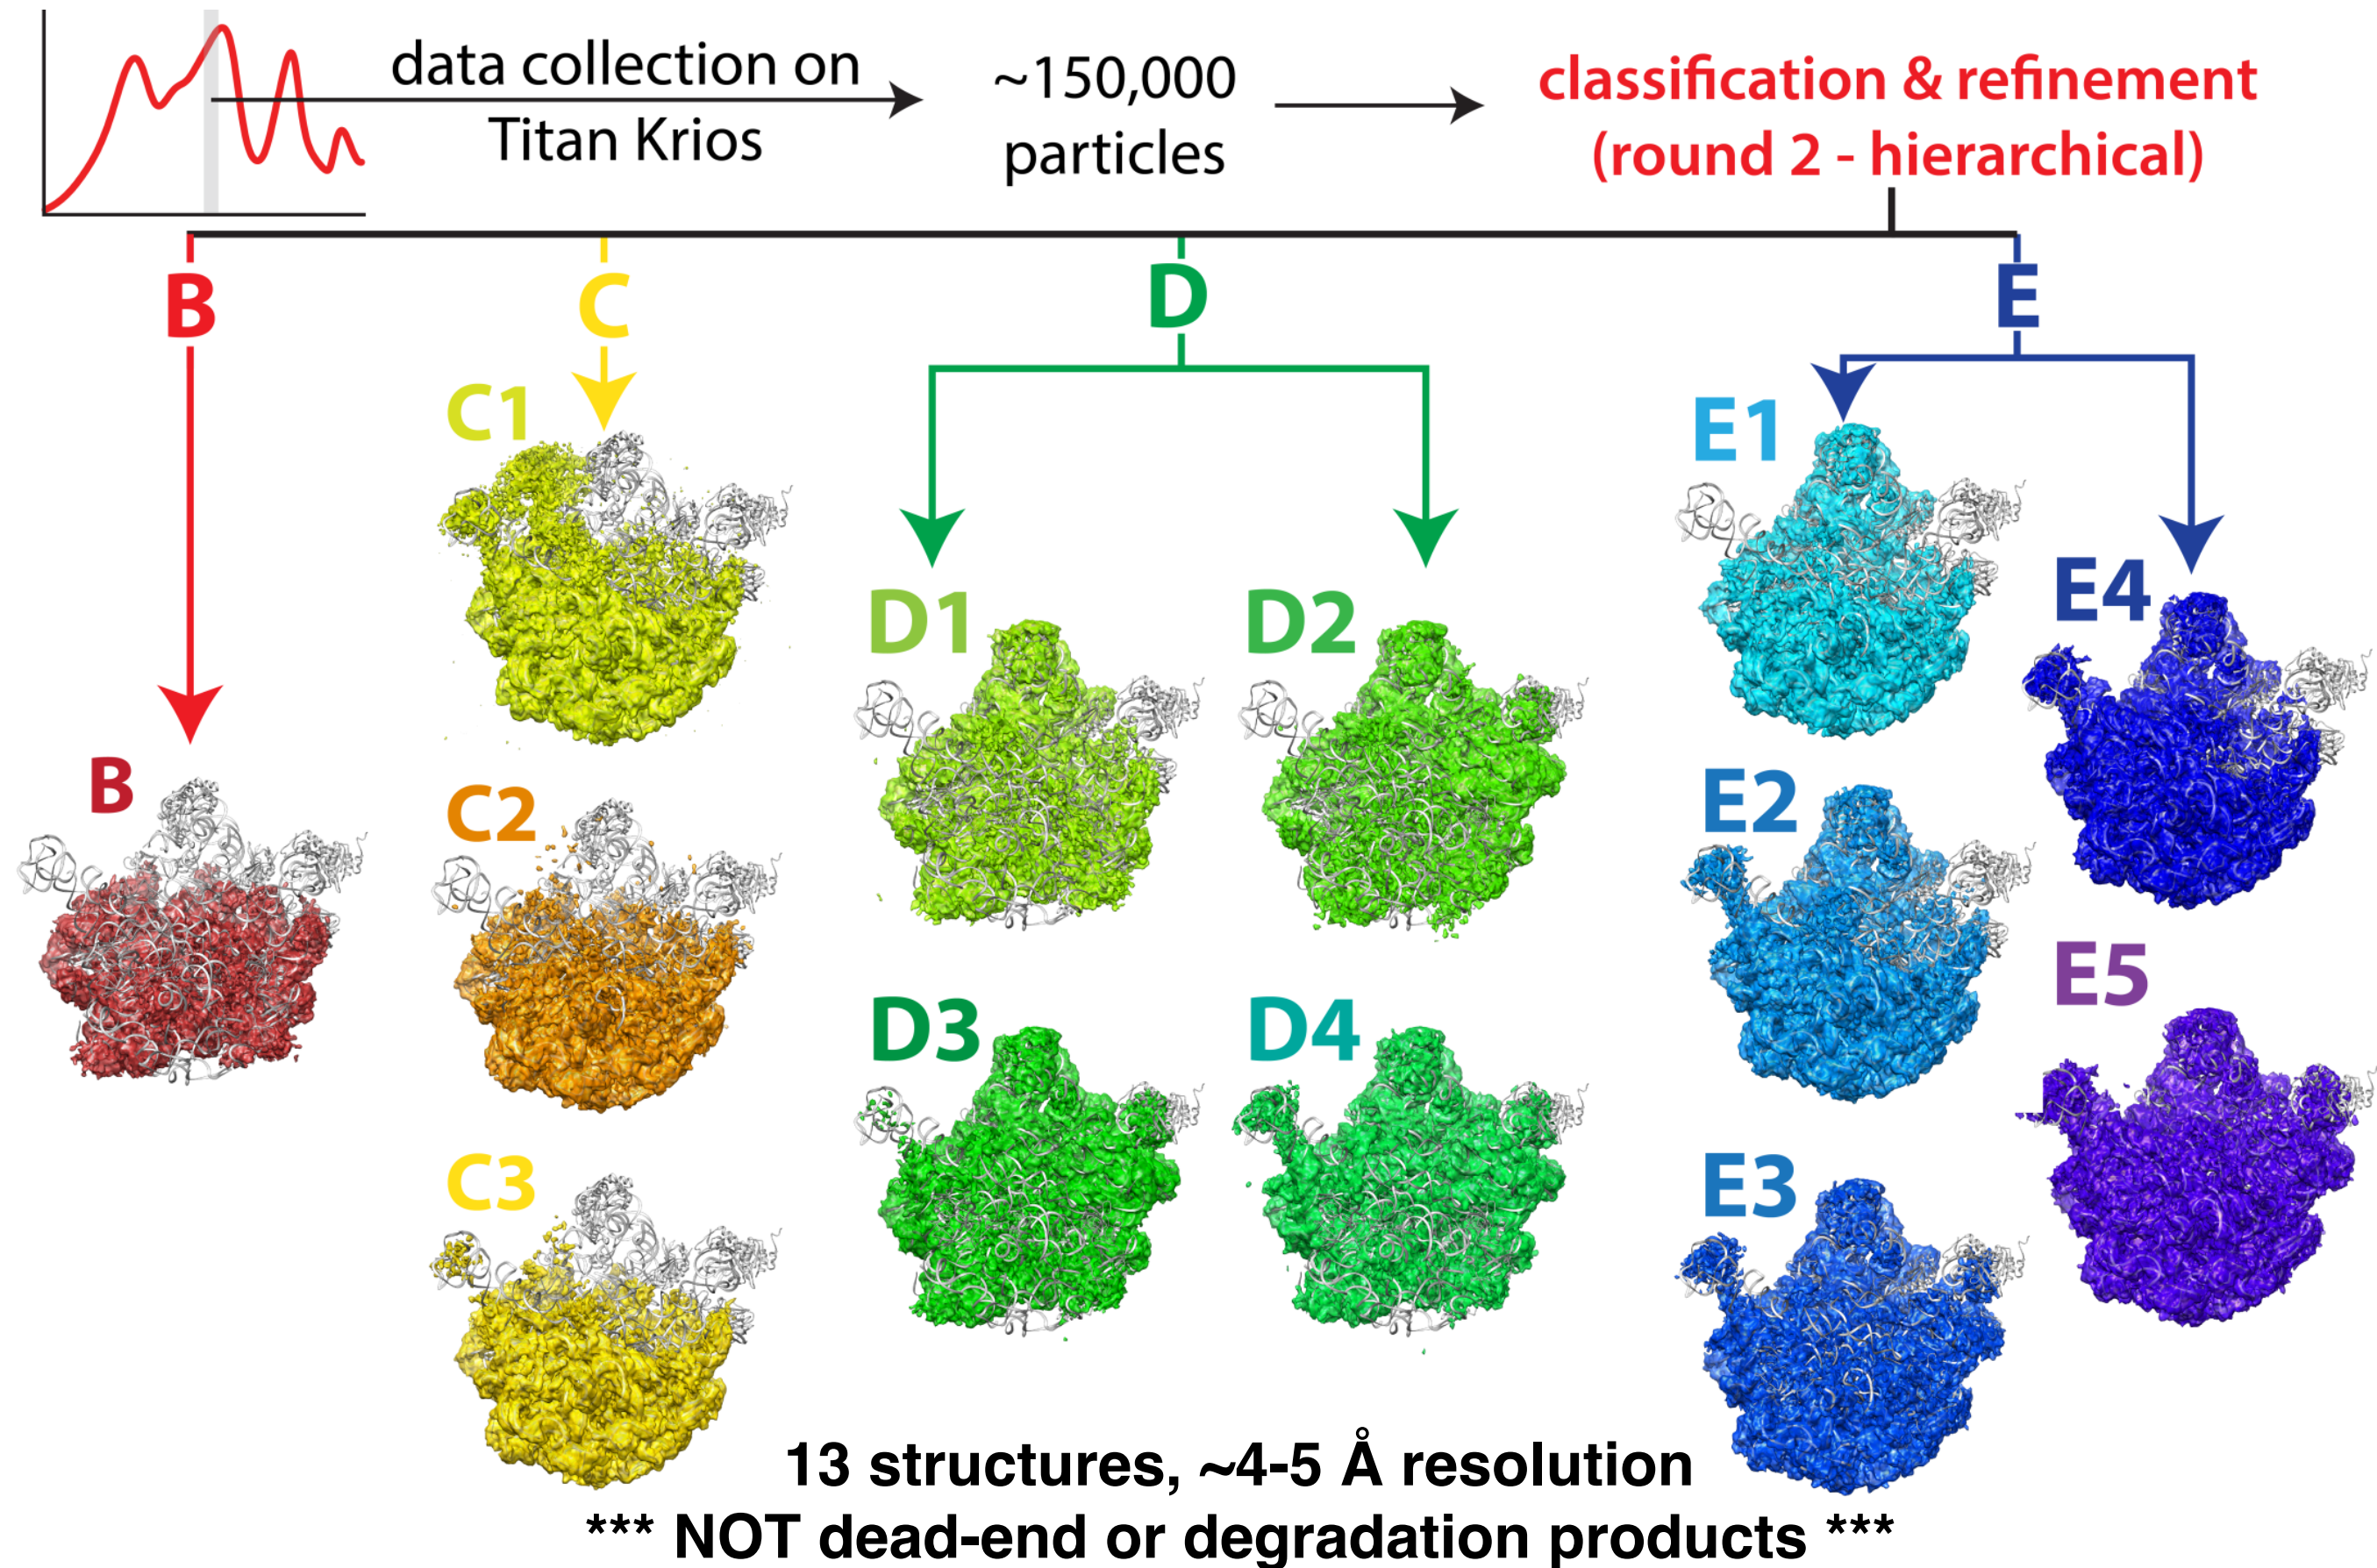 data collection on
Titan Krios
~150,000
particles
classification & refinement
(round 2 - hierarchical)
B
C
D
E
C1
E1
E4
D1
D2
B
C2
E2
E5
D3
D4
C3
E3
13 structures, ~4-5 Å resolution
*** NOT dead-end or degradation products ***